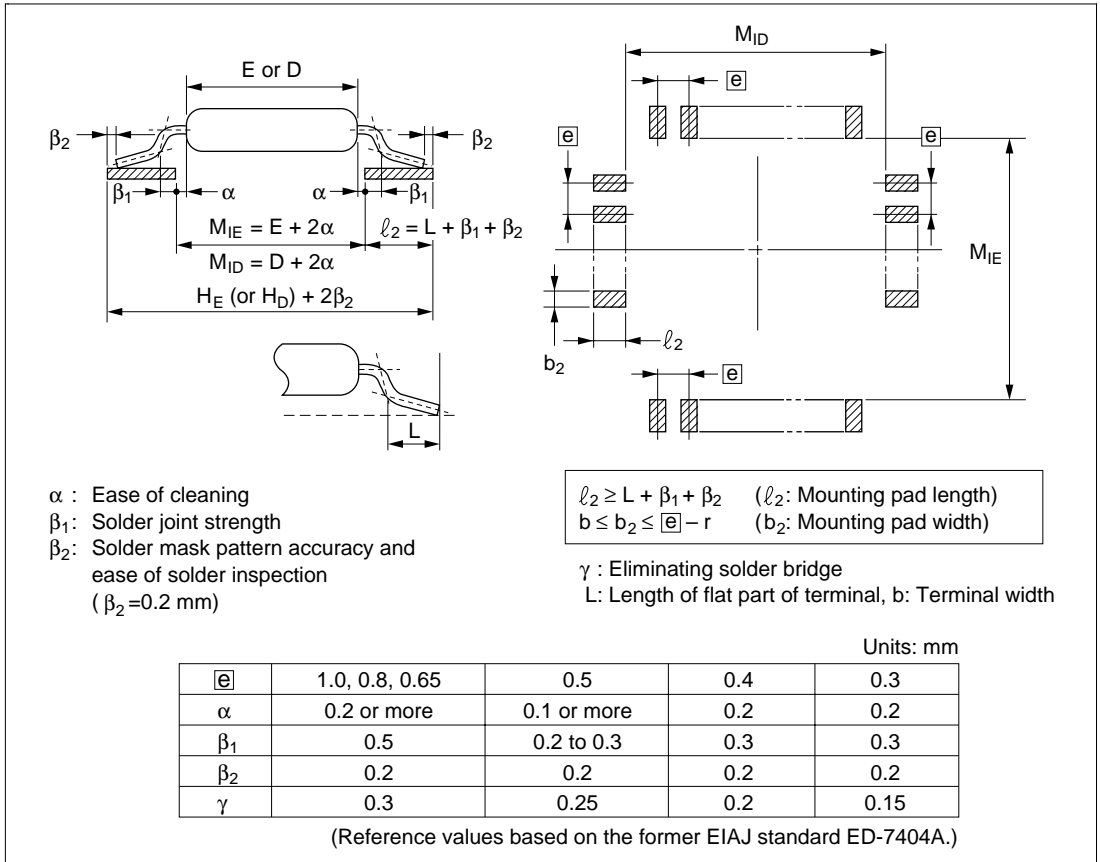 E or D
β2
β2
β1
α
α
β1
MIE = E + 2α
ℓ2 = L + β1 + β2
MID = D + 2α
HE (or HD) + 2β2
L
MID
e
e
e
MIE
b2
ℓ2
e
α : Ease of cleaning
β1: Solder joint strength
β2: Solder mask pattern accuracy and
ease of solder inspection
( β2 =0.2 mm)
ℓ2 ≥ L + β1 + β2 (ℓ2: Mounting pad length)
b ≤ b2 ≤ e – r (b2: Mounting pad width)
γ : Eliminating solder bridge
L: Length of flat part of terminal, b: Terminal width
Units: mm
e 1.0, 0.8, 0.65 0.5 0.4 0.3
α 0.2 or more 0.1 or more 0.2 0.2
β1 0.5 0.2 to 0.3 0.3 0.3
β2 0.2 0.2 0.2 0.2
γ 0.3 0.25 0.2 0.15
(Reference values based on the former EIAJ standard ED-7404A.)